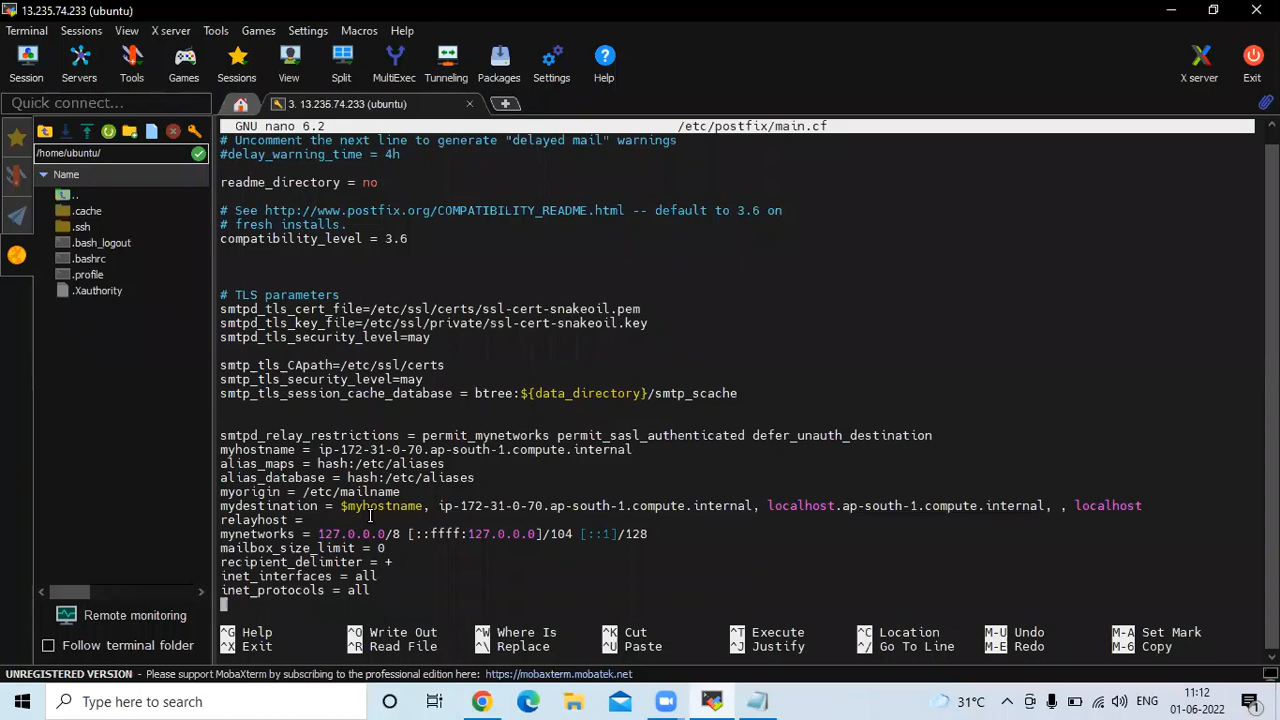 13.235.74.233 (ubuntu)
Terminal Sessions View X server Tools Games Settings Macros Help
Session Servers Tools Games Sessions View Split MultiExec Tunneling Packages Settings Help X server Exit
Quick connect... 3. 13.235.74.233 (ubuntu)
GNU nano 6.2 /etc/postfix/main.cf
/home/ubuntu/
Name
..
.cache
.ssh
.bash_logout
.bashrc
.profile
.Xauthority
# Uncomment the next line to generate "delayed mail" warnings
#delay_warning_time = 4h
readme_directory = no
# See http://www.postfix.org/COMPATIBILITY_README.html -- default to 3.6 on
# fresh installs.
compatibility_level = 3.6
# TLS parameters
smtpd_tls_cert_file=/etc/ssl/certs/ssl-cert-snakeoil.pem
smtpd_tls_key_file=/etc/ssl/private/ssl-cert-snakeoil.key
smtpd_tls_security_level=may
smtp_tls_CApath=/etc/ssl/certs
smtp_tls_security_level=may
smtp_tls_session_cache_database = btree:${data_directory}/smtp_scache
smtpd_relay_restrictions = permit_mynetworks permit_sasl_authenticated defer_unauth_destination
myhostname = ip-172-31-0-70.ap-south-1.compute.internal
alias_maps = hash:/etc/aliases
alias_database = hash:/etc/aliases
myorigin = /etc/mailname
mydestination = $myhostname, ip-172-31-0-70.ap-south-1.compute.internal, localhost.ap-south-1.compute.internal, , localhost
relayhost =
mynetworks = 127.0.0.0/8 [::ffff:127.0.0.0]/104 [::1]/128
mailbox_size_limit = 0
recipient_delimiter = +
inet_interfaces = all
inet_protocols = all
Remote monitoring
Follow terminal folder
^G Help ^O Write Out ^W Where Is ^K Cut ^T Execute ^C Location M-U Undo M-A Set Mark
^X Exit ^R Read File ^\ Replace ^U Paste ^J Justify ^/ Go To Line M-E Redo M-6 Copy
UNREGISTERED VERSION - Please support MobaXterm by subscribing to the professional edition here: https://mobaxterm.mobatek.net
Type here to search
31°C ENG 11:12
01-06-2022
1